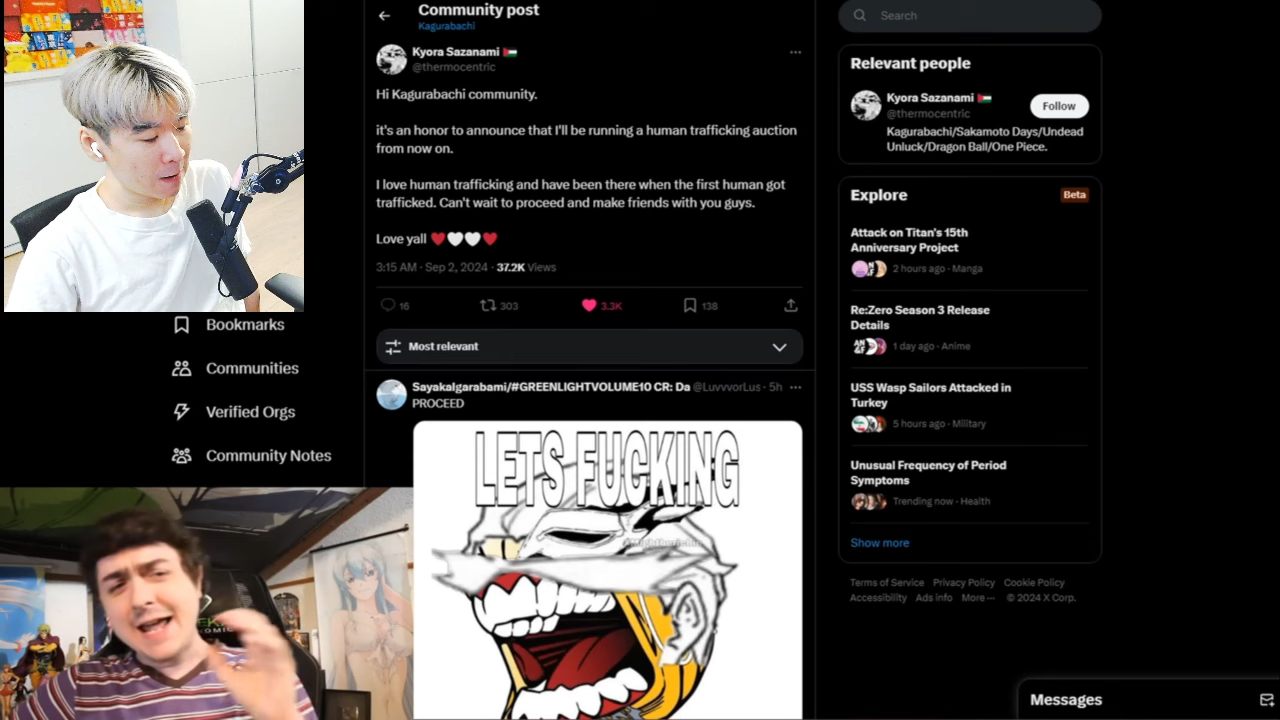 Community post
Kagurabachi
Kyora Sazanami
@thermocentric
Hi Kagurabachi community.
it's an honor to announce that I'll be running a human trafficking auction
from now on.
I love human trafficking and have been there when the first human got
trafficked. Can't wait to proceed and make friends with you guys.
Love yall
3:15 AM · Sep 2, 2024 · 37.2K Views
16
303
3.3K
138
Most relevant
Sayakalgarabami/#GREENLIGHTVOLUME10 CR: Da @LuvvvorLus · 5h
PROCEED
LETS FUCKING
Bookmarks
Communities
Verified Orgs
Community Notes
Search
Relevant people
Kyora Sazanami
@thermocentric
Follow
Kagurabachi/Sakamoto Days/Undead
Unluck/Dragon Ball/One Piece.
Explore
Beta
Attack on Titan's 15th
Anniversary Project
2 hours ago · Manga
Re:Zero Season 3 Release
Details
1 day ago · Anime
USS Wasp Sailors Attacked in
Turkey
5 hours ago · Military
Unusual Frequency of Period
Symptoms
Trending now · Health
Show more
Terms of Service Privacy Policy Cookie Policy
Accessibility Ads info More ··· © 2024 X Corp.
Messages